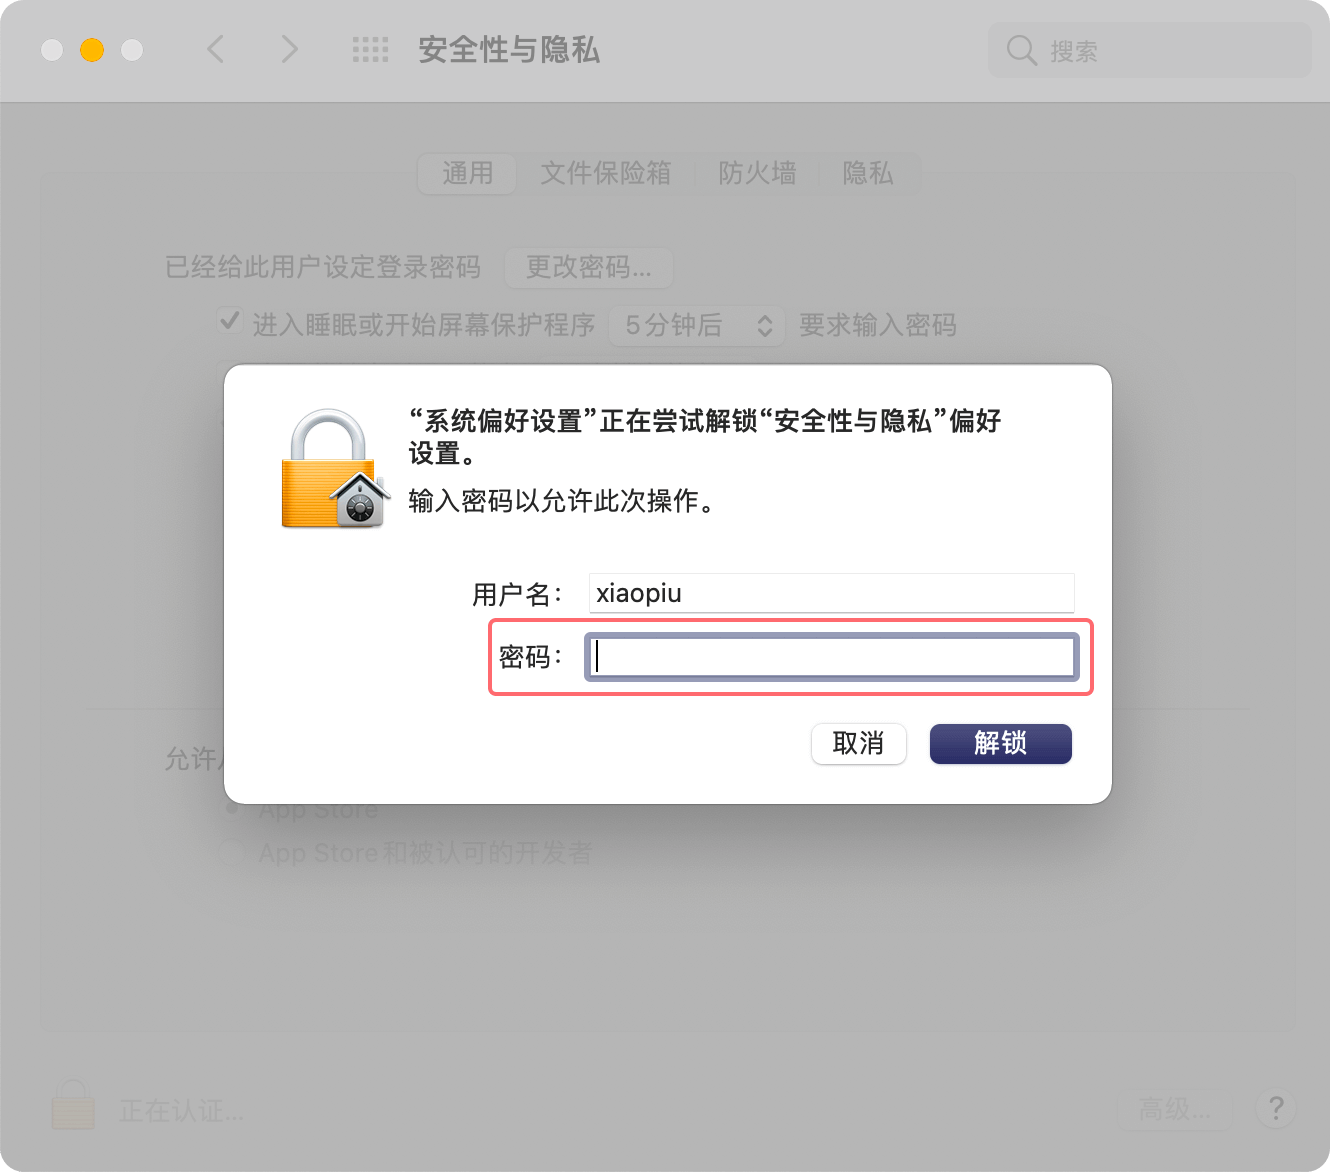 安全性与隐私
搜索
通用 文件保险箱 防火墙 隐私
已经给此用户设定登录密码 更改密码...
进入睡眠或开始屏幕保护程序 5分钟后 要求输入密码
“系统偏好设置”正在尝试解锁“安全性与隐私”偏好
设置。
输入密码以允许此次操作。
用户名： xiaopiu
密码：
取消 解锁
允许
App Store
App Store和被认可的开发者
正在认证...
高级... ?